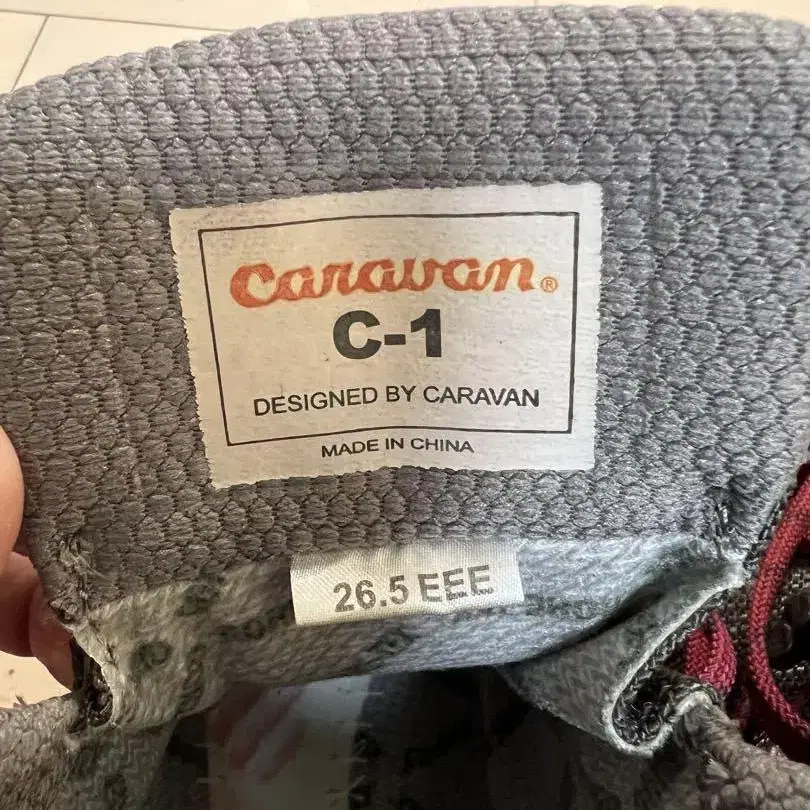 Caravan®
C-1
DESIGNED BY CARAVAN
MADE IN CHINA
26.5 EEE